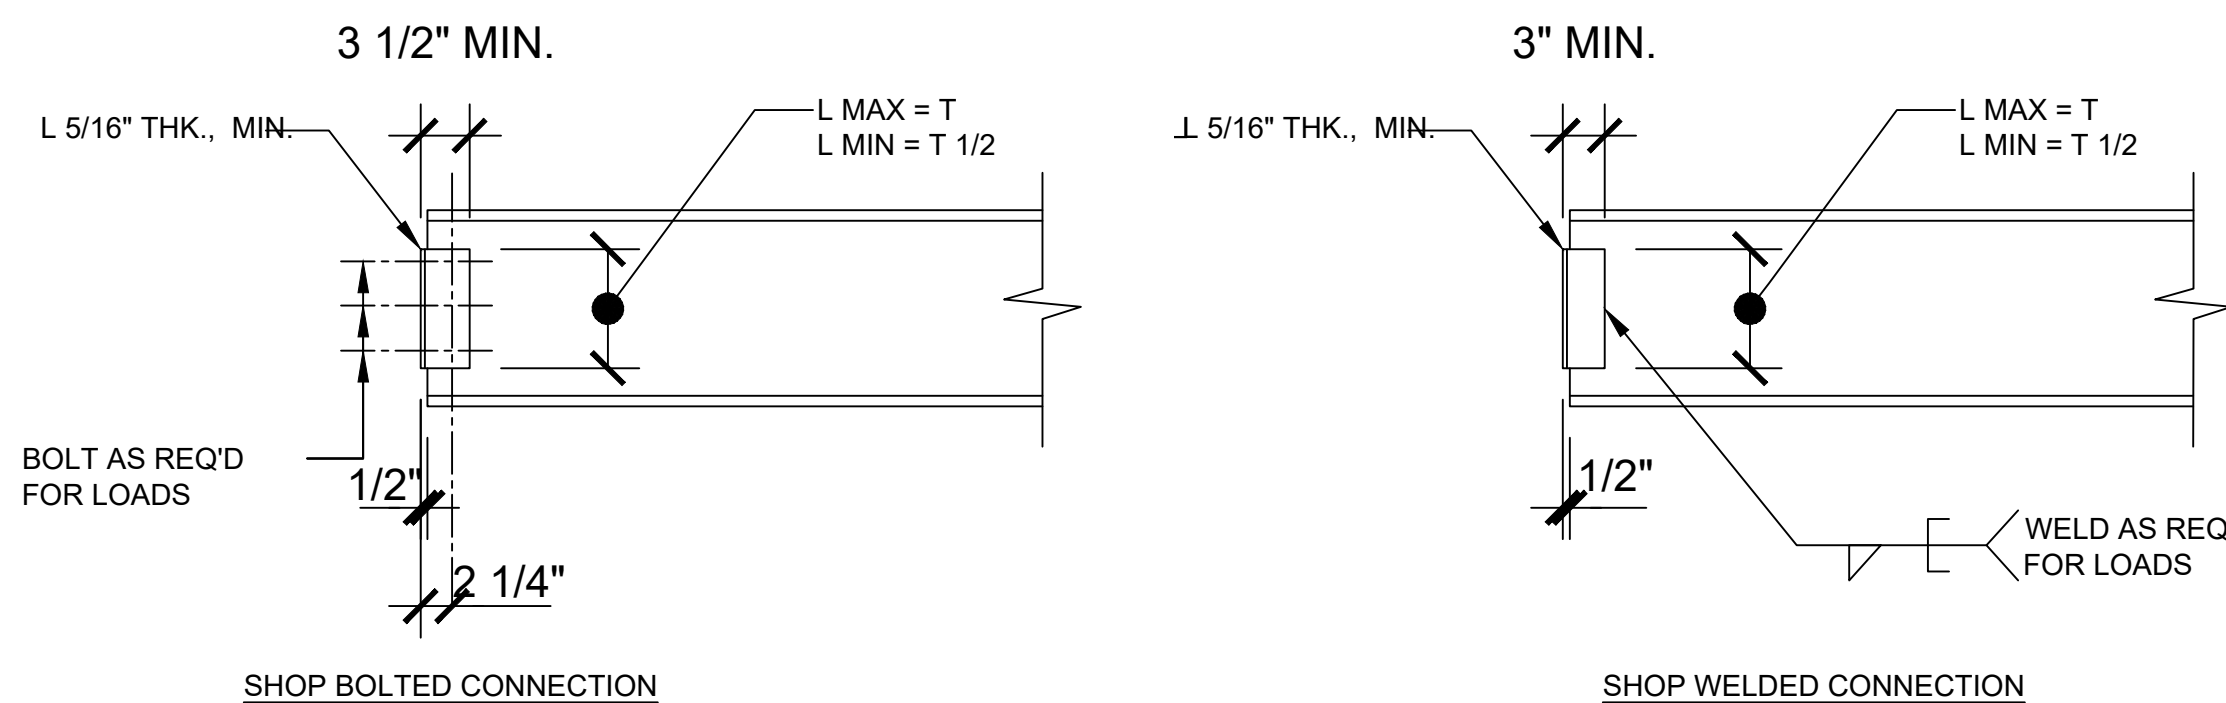 3 1/2" MIN.
L 5/16" THK., MIN.
L MAX = T
L MIN = T 1/2
BOLT AS REQ'D
FOR LOADS
1/2"
2 1/4"
SHOP BOLTED CONNECTION
3" MIN.
L 5/16" THK., MIN.
L MAX = T
L MIN = T 1/2
1/2"
WELD AS REQ
FOR LOADS
SHOP WELDED CONNECTION